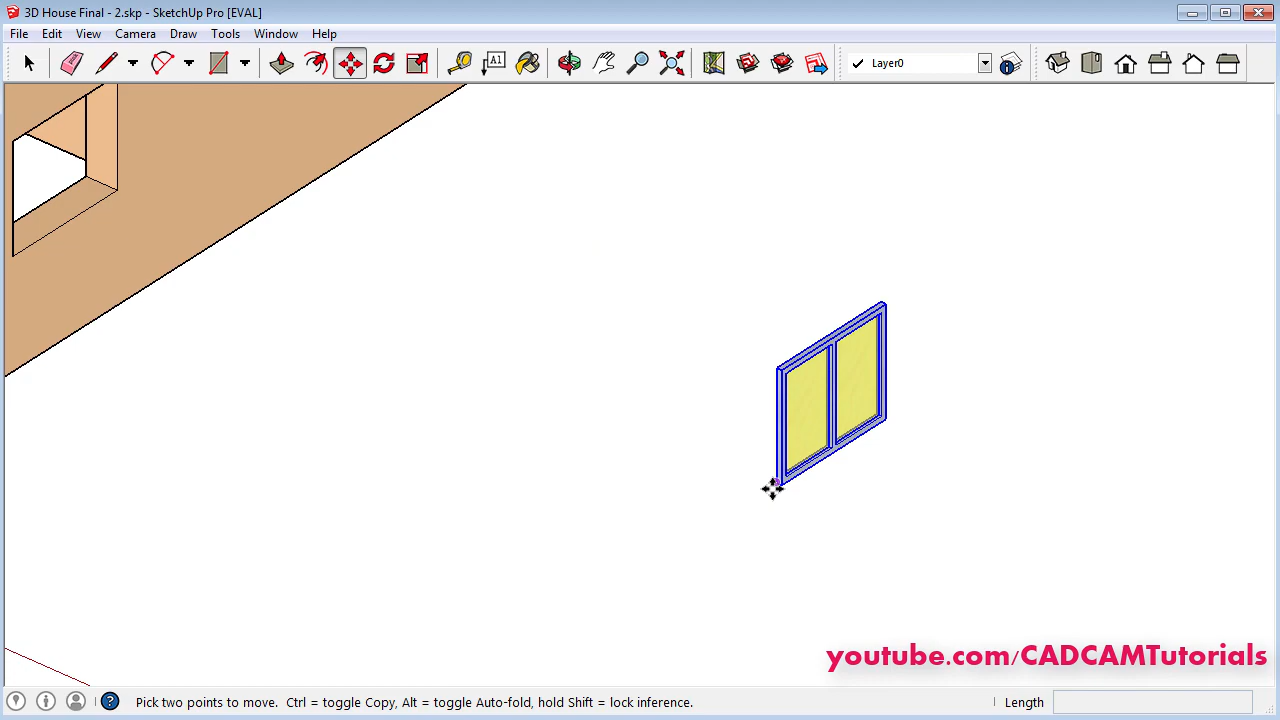 3D House Final - 2.skp - SketchUp Pro [EVAL]
File Edit View Camera Draw Tools Window Help
A1
Layer0
youtube.com/CADCAMTutorials
Pick two points to move. Ctrl = toggle Copy, Alt = toggle Auto-fold, hold Shift = lock inference.
Length